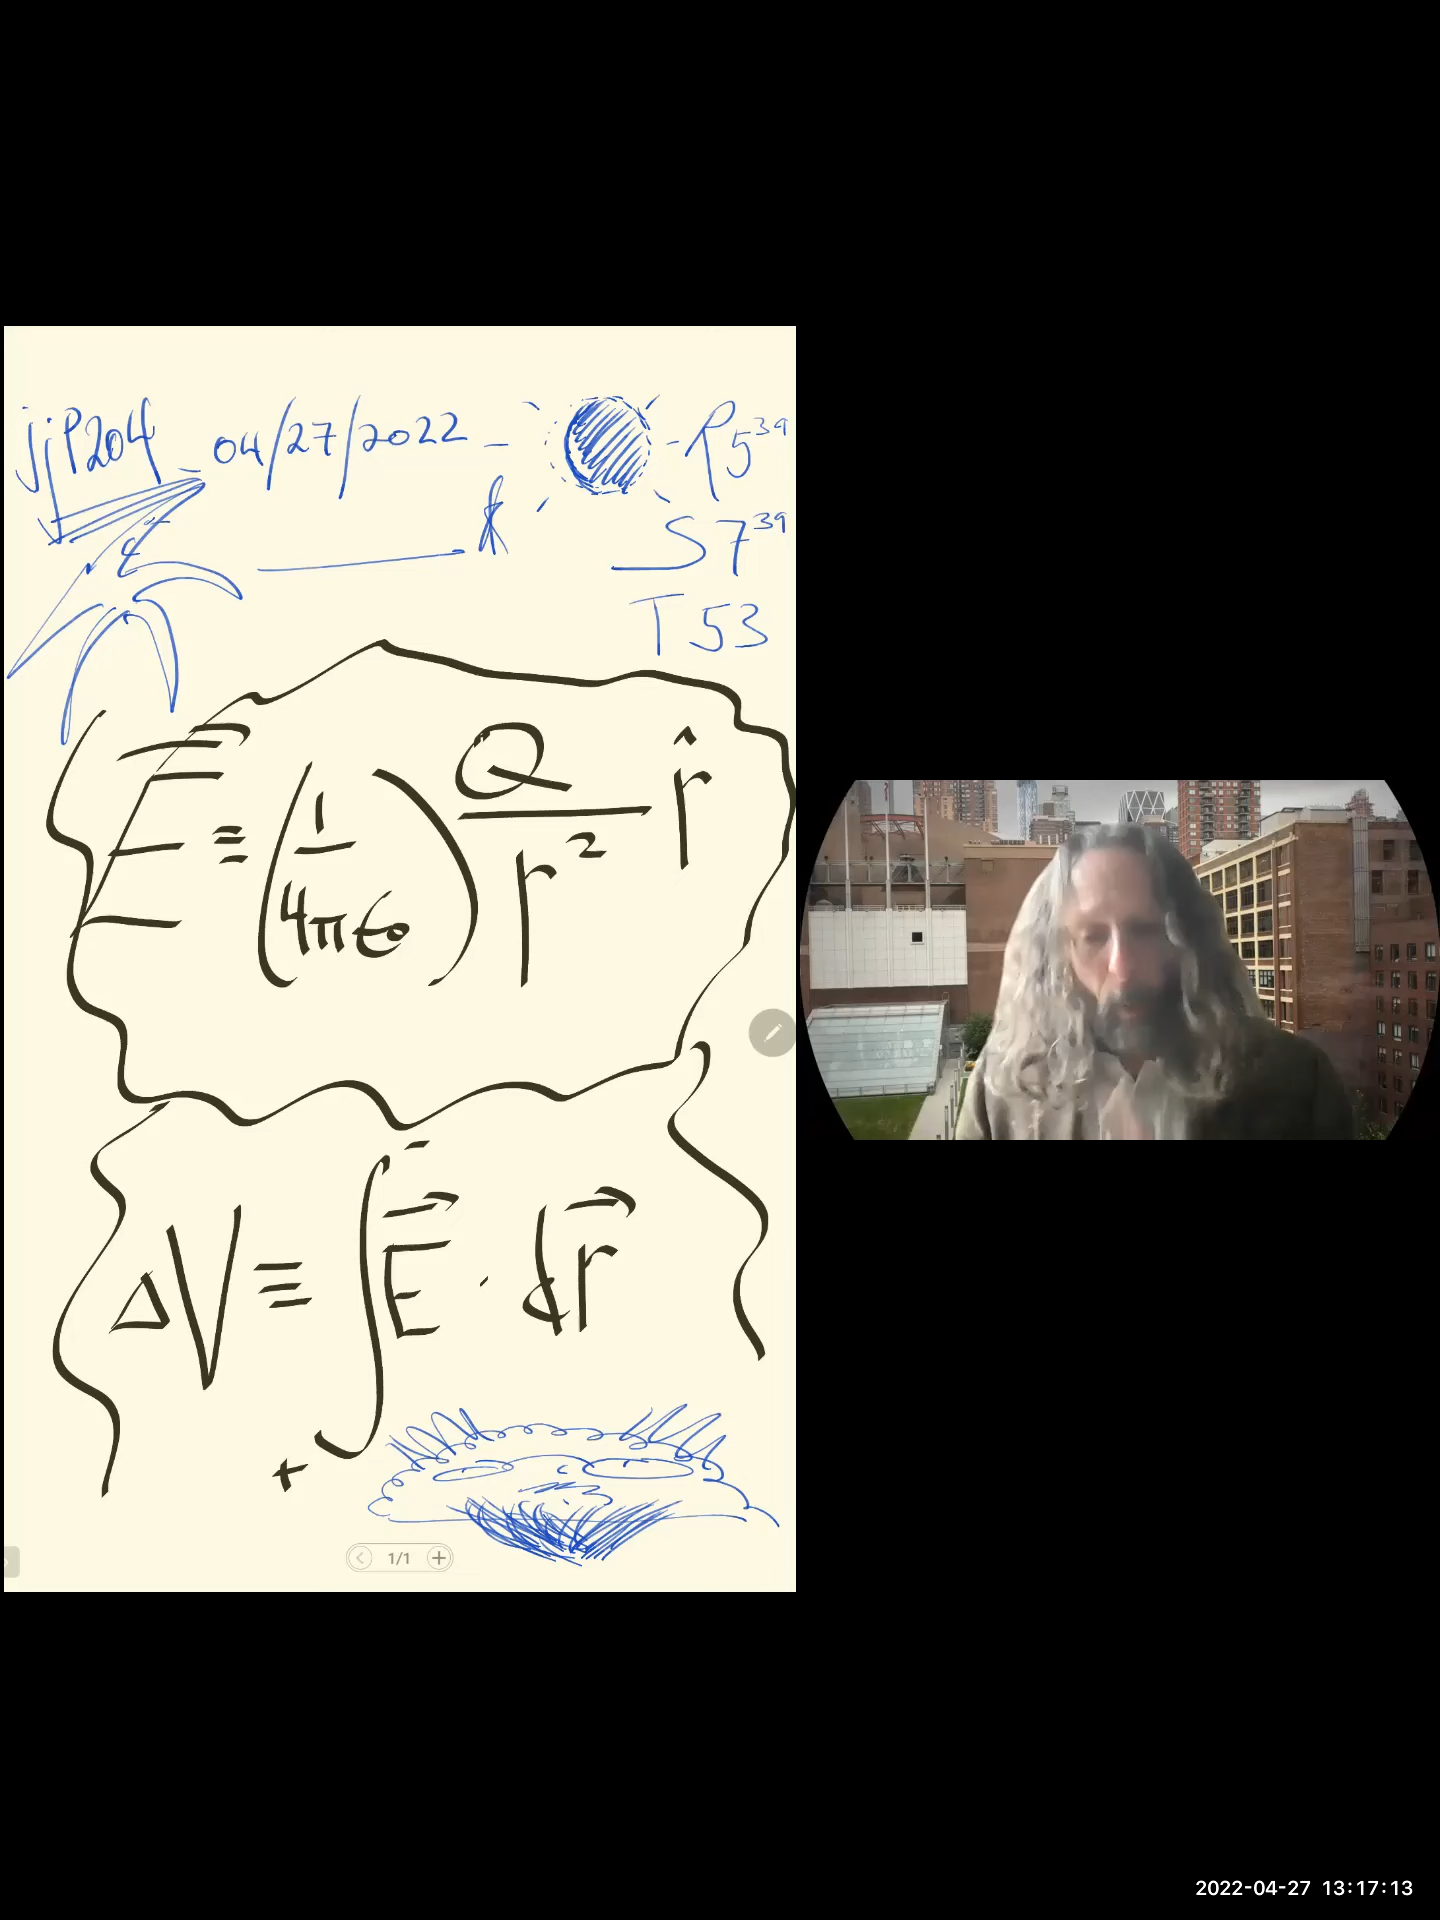 jjP204 - 04/27/2022 - - R5³⁹
S7³⁹
T53
E⃗ = (1/4πε₀) Q/r² r̂
ΔV ≡ ∫₊⁻ E⃗ · dr⃗
1/1
2022-04-27 13:17:13